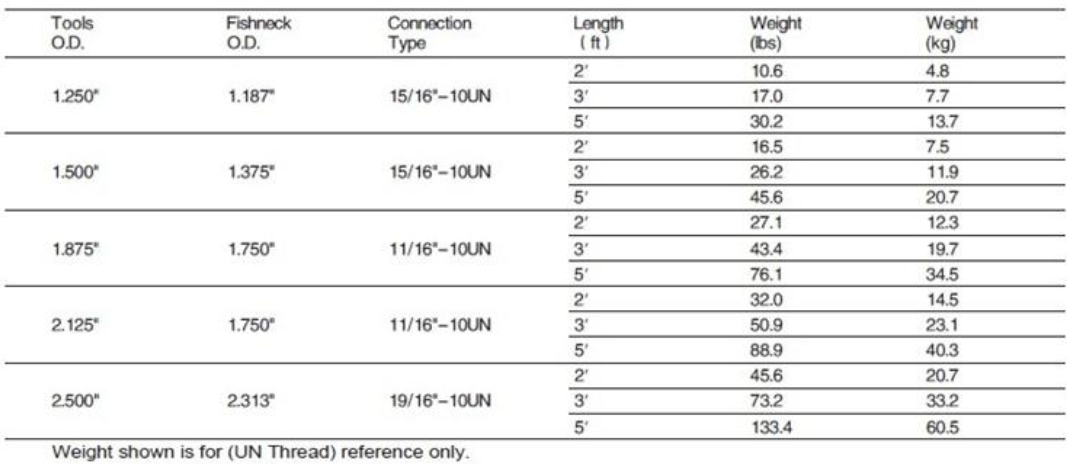 Tools Fishneck Connection Length Weight Weight
O.D. O.D. Type ( ft ) (lbs) (kg)
2′ 10.6 4.8
1.250" 1.187" 15/16"–10UN 3′ 17.0 7.7
5′ 30.2 13.7
2′ 16.5 7.5
1.500" 1.375" 15/16"–10UN 3′ 26.2 11.9
5′ 45.6 20.7
2′ 27.1 12.3
1.875" 1.750" 11/16"–10UN 3′ 43.4 19.7
5′ 76.1 34.5
2′ 32.0 14.5
2.125" 1.750" 11/16"–10UN 3′ 50.9 23.1
5′ 88.9 40.3
2′ 45.6 20.7
2.500" 2.313" 19/16"–10UN 3′ 73.2 33.2
5′ 133.4 60.5
Weight shown is for (UN Thread) reference only.